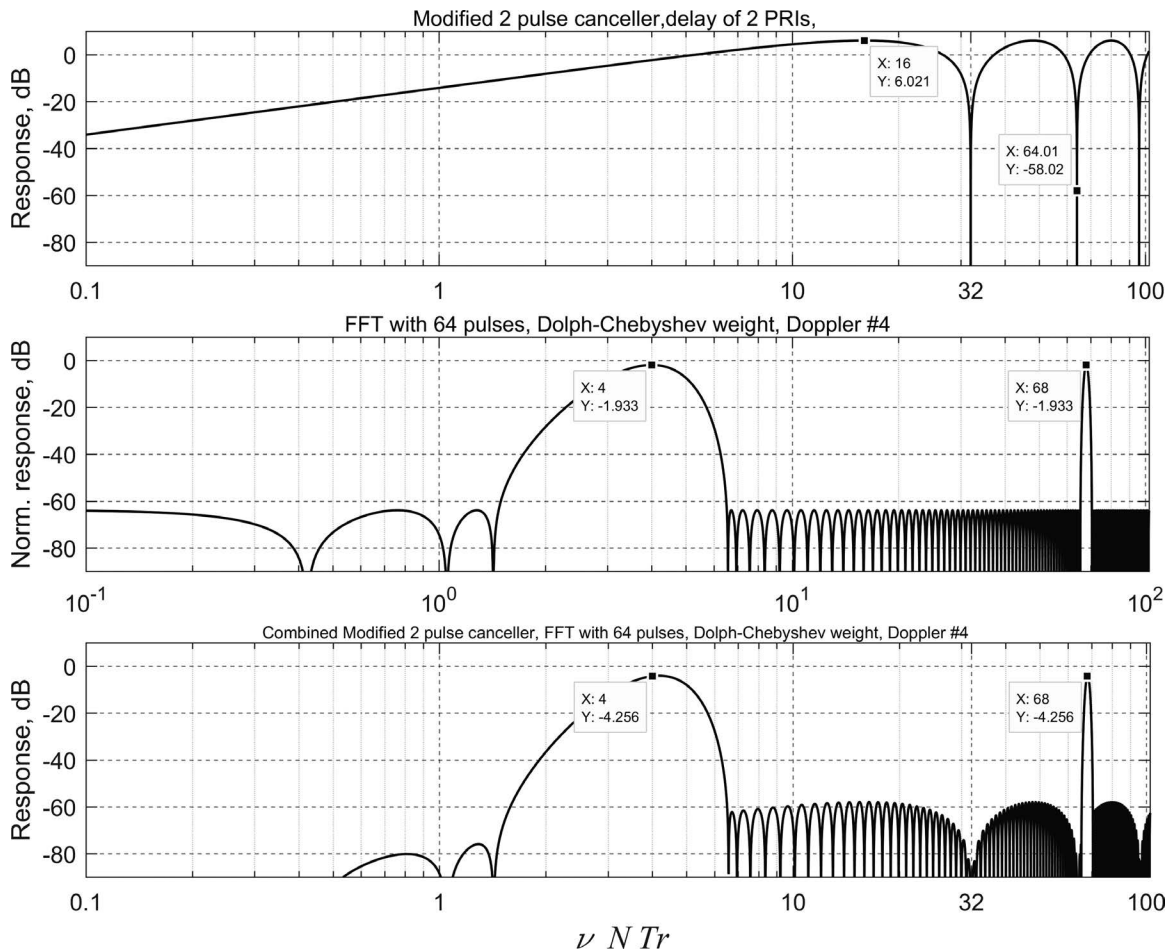 Modified 2 pulse canceller,delay of 2 PRIs,
Response, dB
0
-20
-40
-60
-80
X: 16
Y: 6.021
X: 64.01
Y: -58.02
0.1 1 10 32 100
FFT with 64 pulses, Dolph-Chebyshev weight, Doppler #4
Norm. response, dB
0
-20
-40
-60
-80
X: 4
Y: -1.933
X: 68
Y: -1.933
10^-1 10^0 10^1 10^2
Combined Modified 2 pulse canceller, FFT with 64 pulses, Dolph-Chebyshev weight, Doppler #4
Response, dB
0
-20
-40
-60
-80
X: 4
Y: -4.256
X: 68
Y: -4.256
0.1 1 10 32 100
ν N Tr